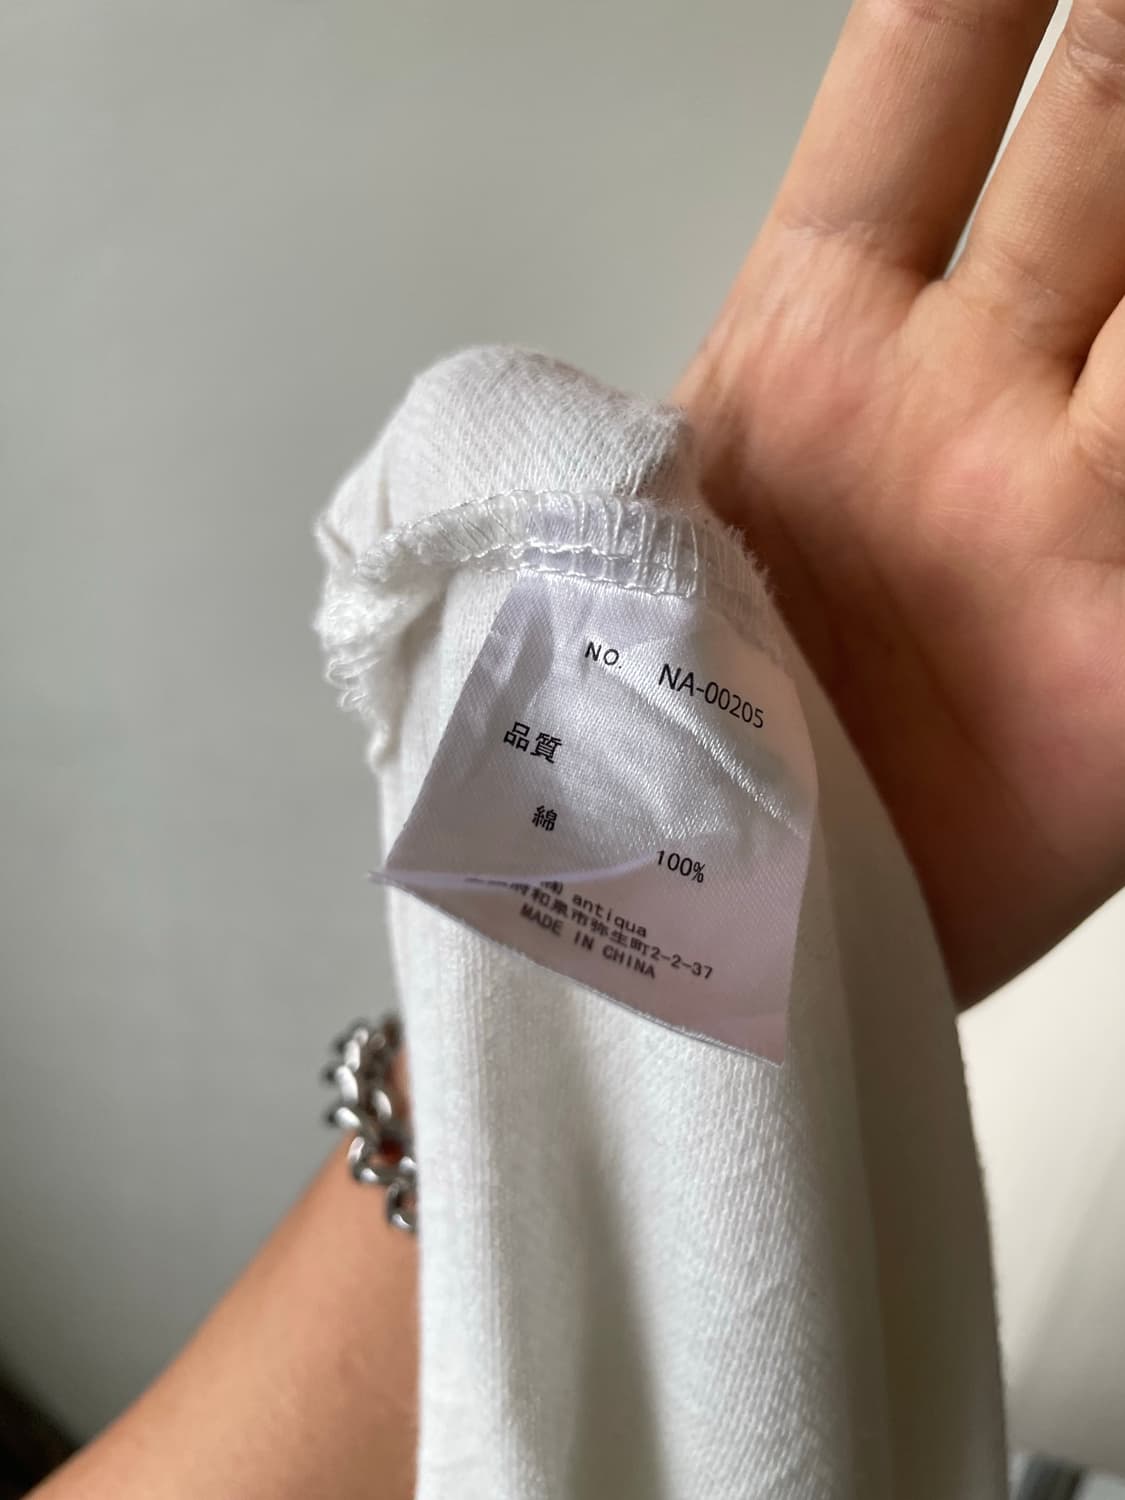 NO. NA-00205
品質
綿 100%
antiqua
府和泉市弥生町2-2-37
MADE IN CHINA